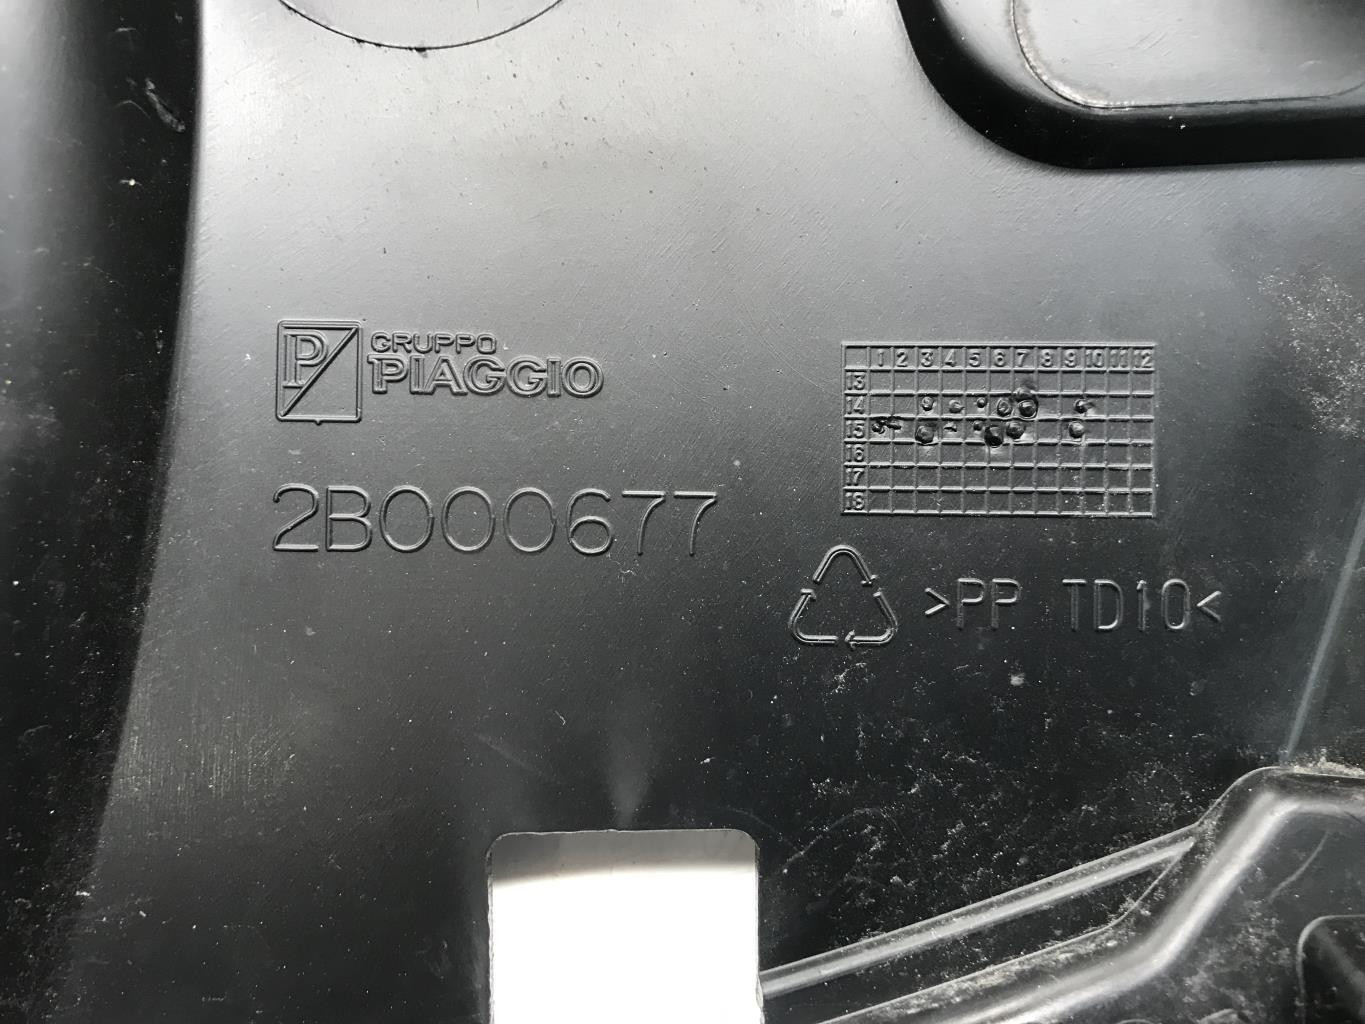 P
GRUPPO
PIAGGIO
1 2 3 4 5 6 7 8 9 10 11 12
13
14
15
16
17
18
2B000677
>PP TD10<